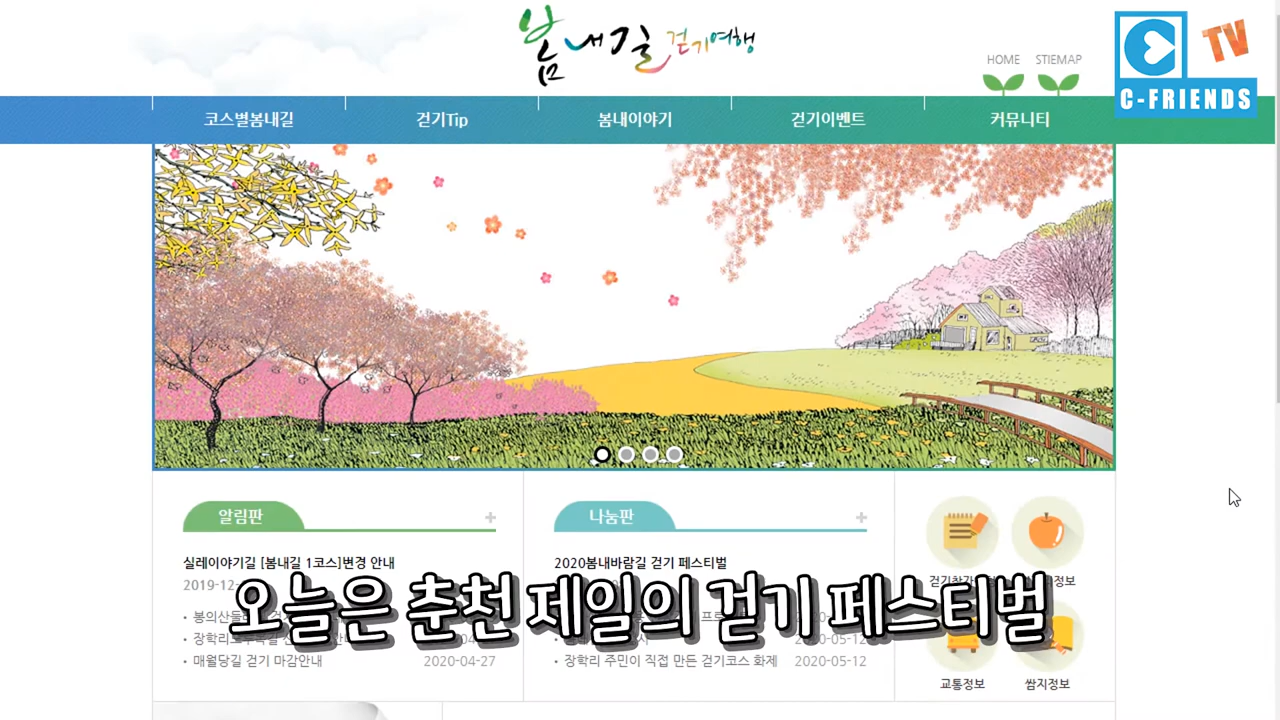 봄내길 걷기여행
HOME STIEMAP
C TV
C-FRIENDS
코스별봄내길 걷기Tip 봄내이야기 걷기이벤트 커뮤니티
알림판 +
나눔판 +
실레이야기길 [봄내길 1코스]변경 안내
2019-12-
2020봄내바람길 걷기 페스티벌
정보
오늘은 춘천 제일의 걷기 페스티벌
• 매월당길 걷기 마감안내 2020-04-27
• 장학리 주민이 직접 만든 걷기코스 화제 2020-05-12
교통정보 쌈지정보